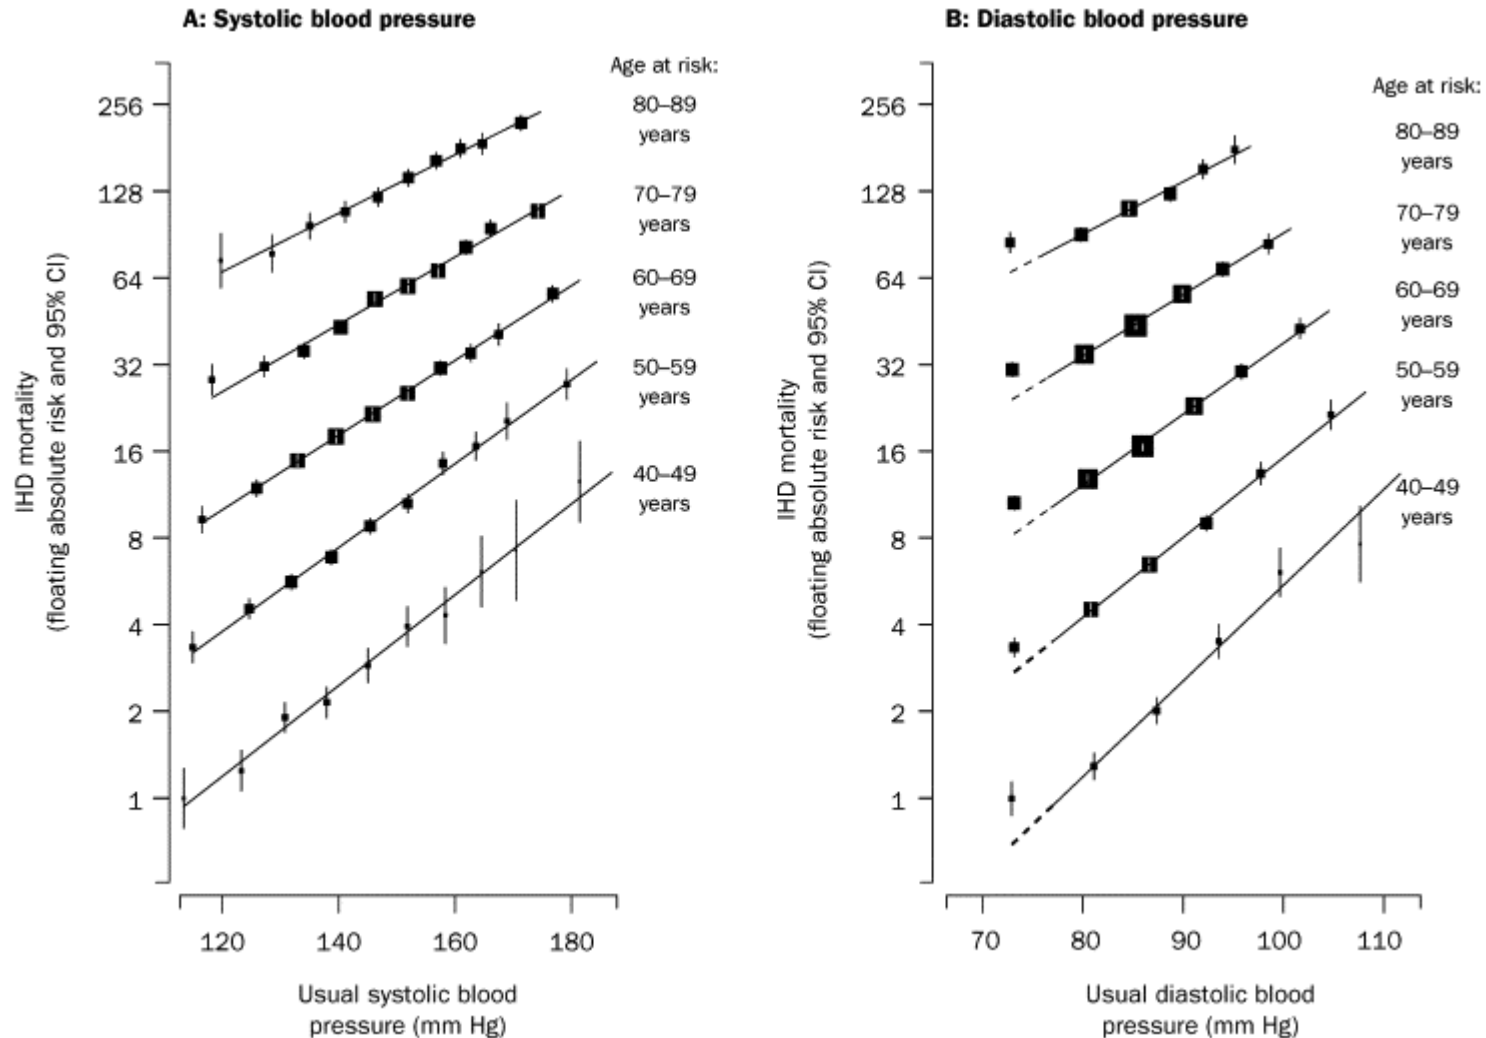 A: Systolic blood pressure
Age at risk:
80–89
years
70–79
years
60–69
years
50–59
years
40–49
years
256
128
64
32
16
8
4
2
1
IHD mortality
(floating absolute risk and 95% CI)
120 140 160 180
Usual systolic blood
pressure (mm Hg)
B: Diastolic blood pressure
Age at risk:
80–89
years
70–79
years
60–69
years
50–59
years
40–49
years
256
128
64
32
16
8
4
2
1
IHD mortality
(floating absolute risk and 95% CI)
70 80 90 100 110
Usual diastolic blood
pressure (mm Hg)